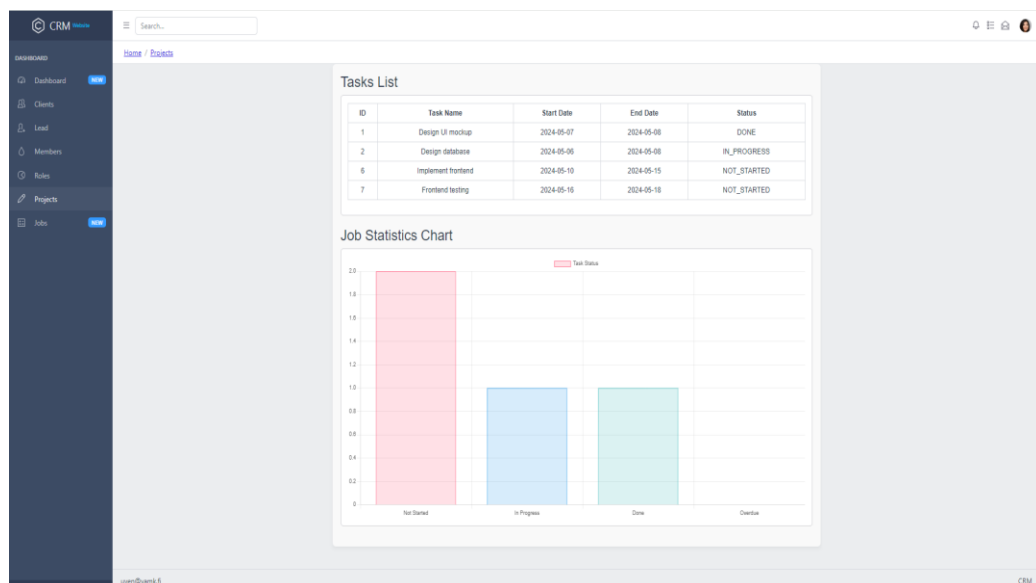 CRM Website
Search...
DASHBOARD
Dashboard NEW
Clients
Lead
Members
Roles
Projects
Jobs NEW
Home / Projects
Tasks List
ID Task Name Start Date End Date Status
1 Design UI mockup 2024-05-07 2024-05-08 DONE
2 Design database 2024-05-06 2024-05-08 IN_PROGRESS
6 Implement frontend 2024-05-10 2024-05-15 NOT_STARTED
7 Frontend testing 2024-05-16 2024-05-18 NOT_STARTED
Job Statistics Chart
Task Status
2.0
1.8
1.6
1.4
1.2
1.0
0.8
0.6
0.4
0.2
0
Not Started In Progress Done Overdue
CRM